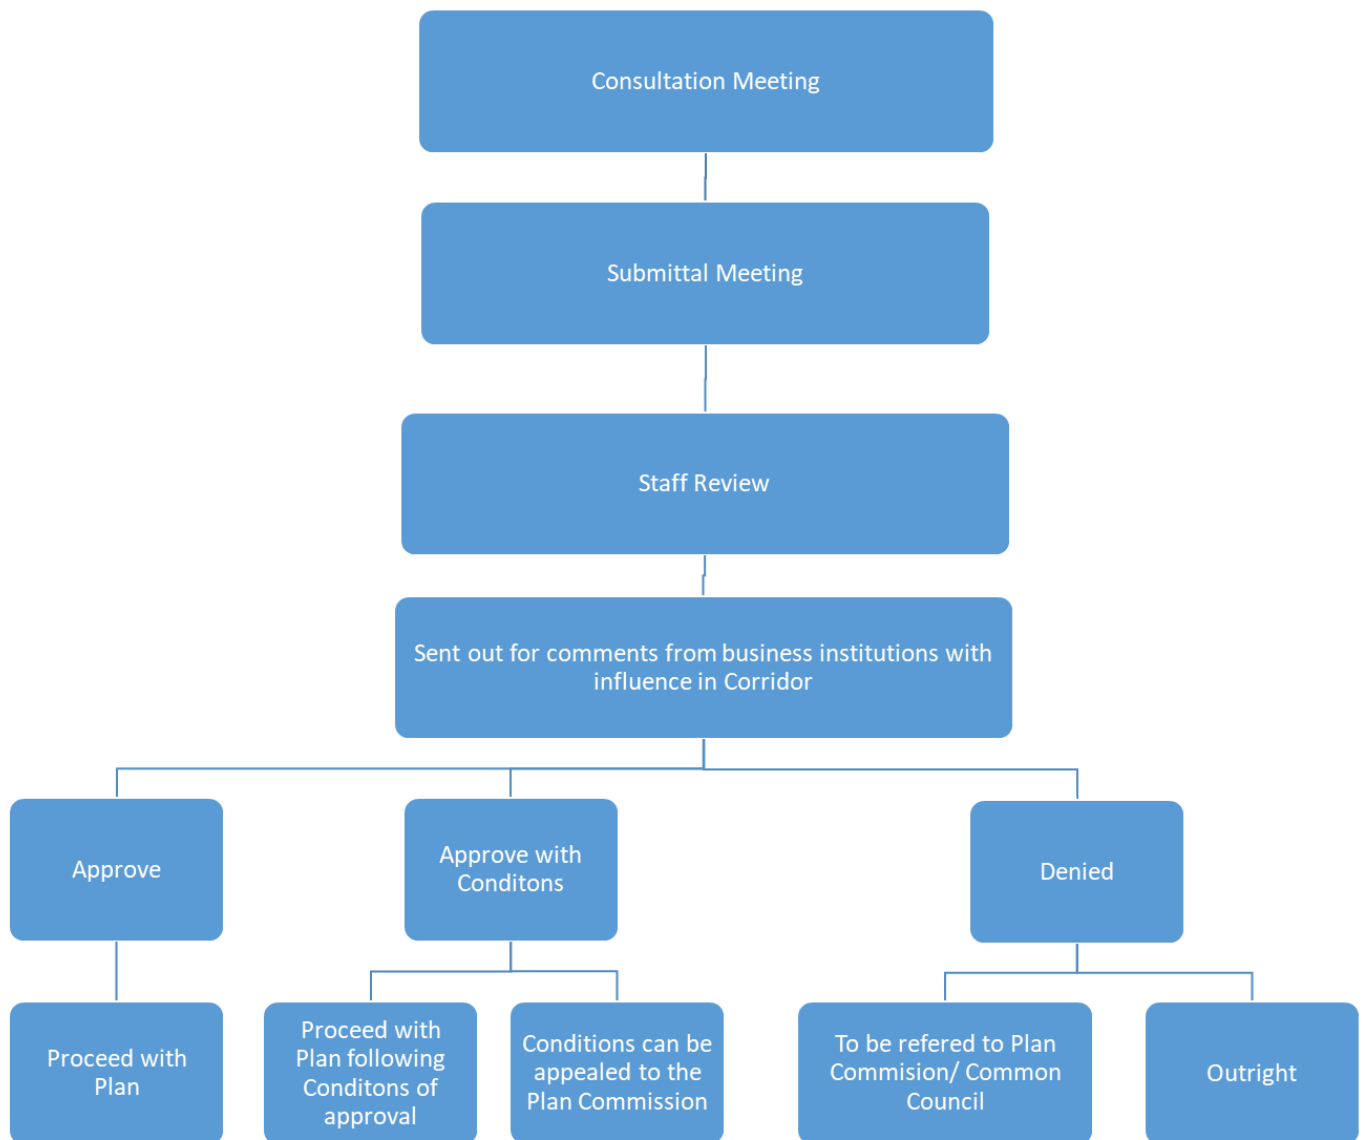 Consultation Meeting
Submittal Meeting
Staff Review
Sent out for comments from business institutions with
influence in Corridor
Approve
Approve with
Conditons
Denied
Proceed with
Plan
Proceed with
Plan following
Conditons of
approval
Conditions can be
appealed to the
Plan Commission
To be refered to Plan
Commision/ Common
Council
Outright